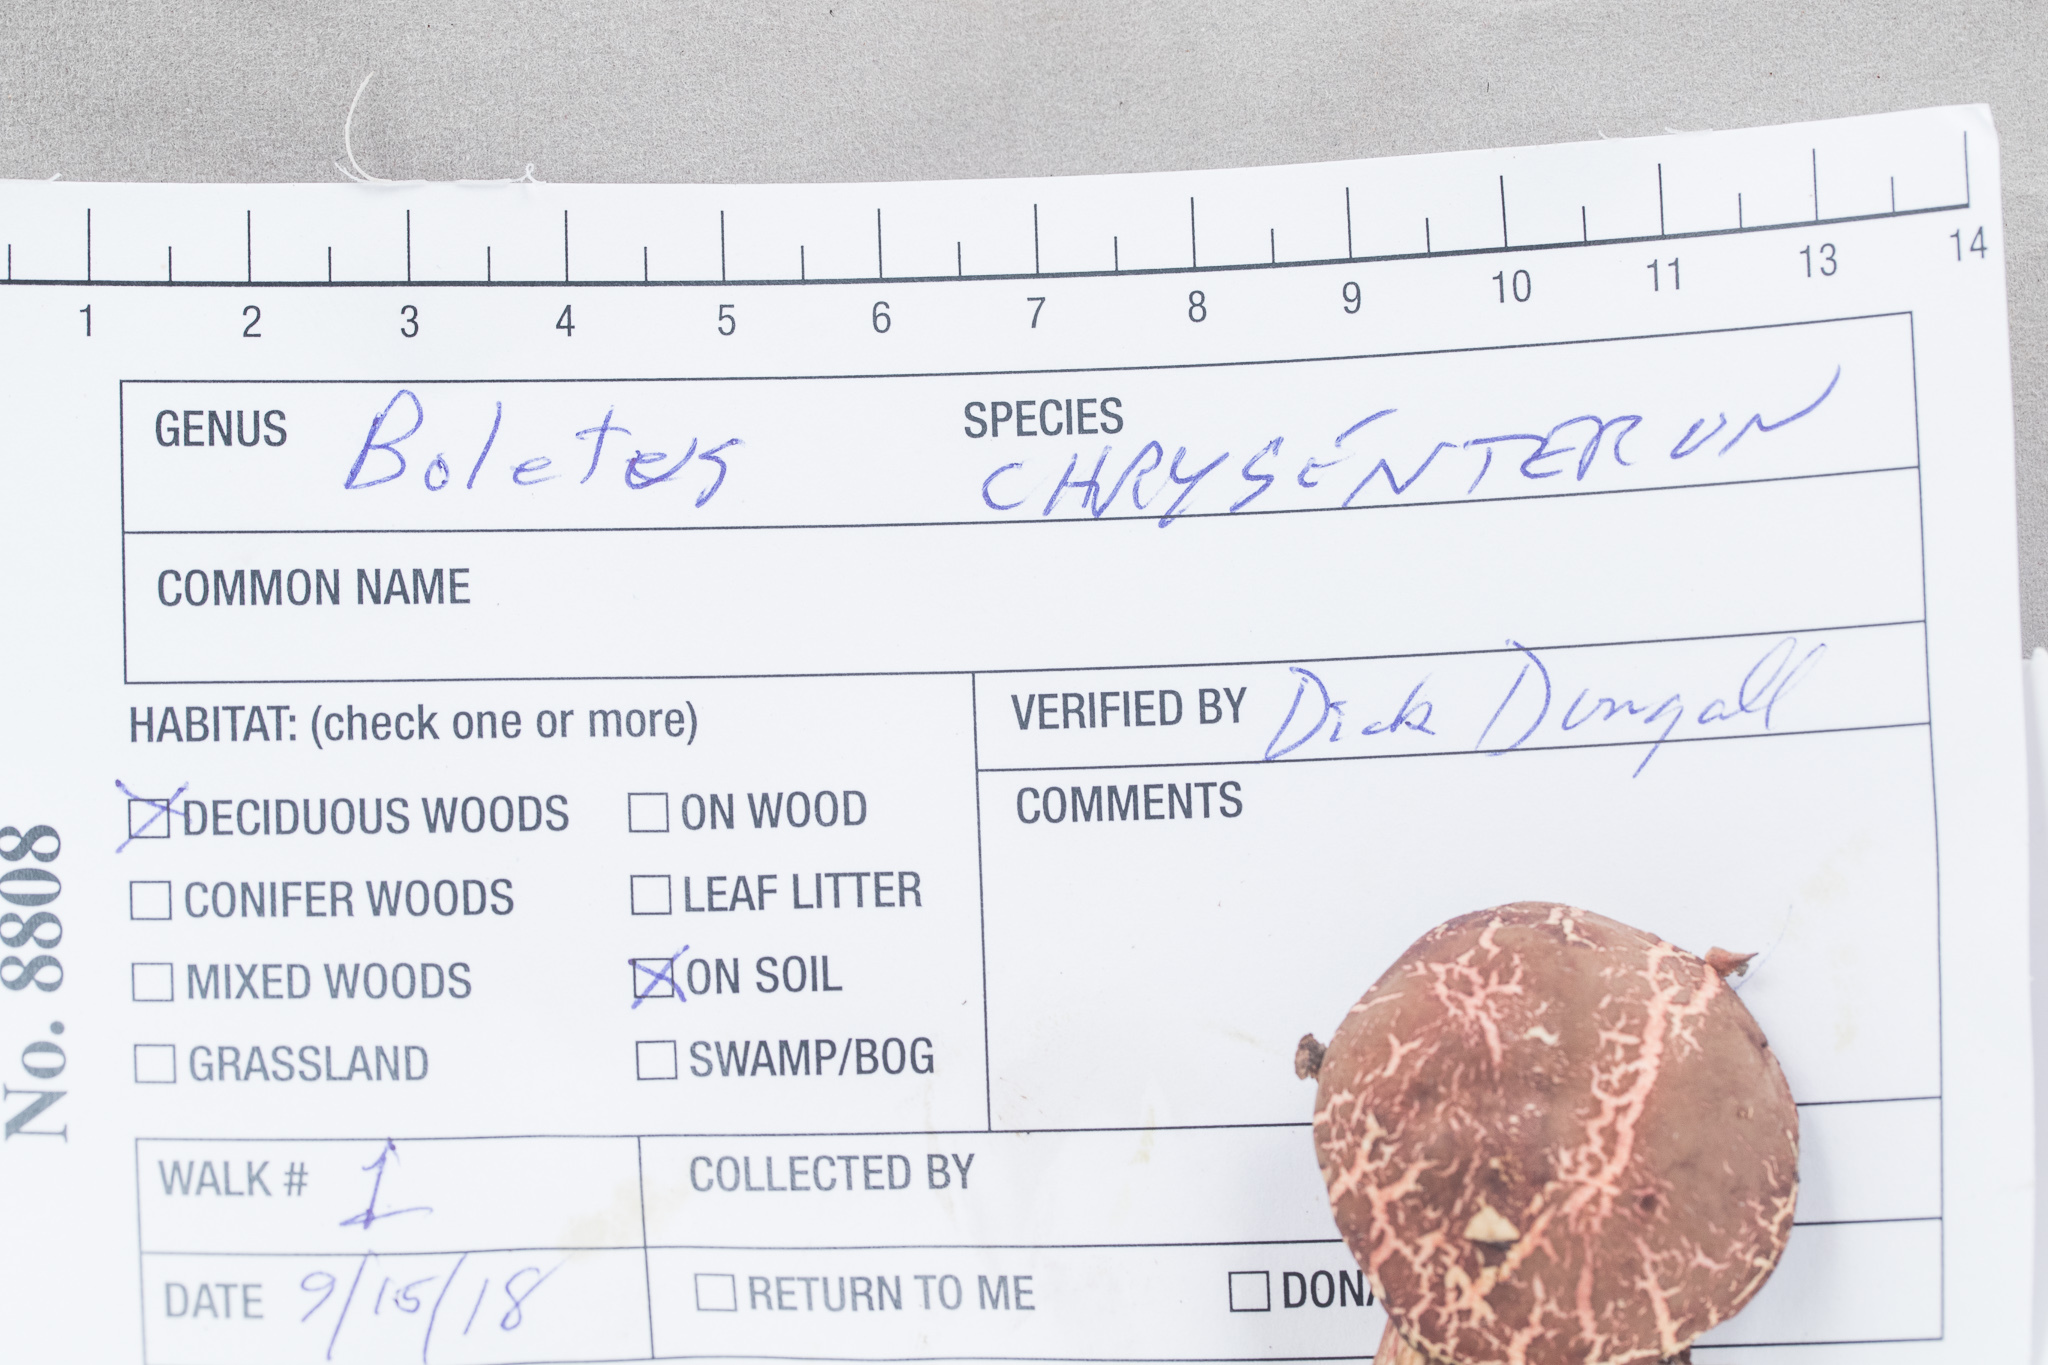 1 2 3 4 5 6 7 8 9 10 11 13 14
GENUS Boletus SPECIES CHRYSENTERON
COMMON NAME
HABITAT: (check one or more)
VERIFIED BY Dick Dougall
COMMENTS
DECIDUOUS WOODS ON WOOD
CONIFER WOODS LEAF LITTER
MIXED WOODS ON SOIL
GRASSLAND SWAMP/BOG
No. 8808
WALK # 1 COLLECTED BY
DATE 9/15/18 RETURN TO ME DONA